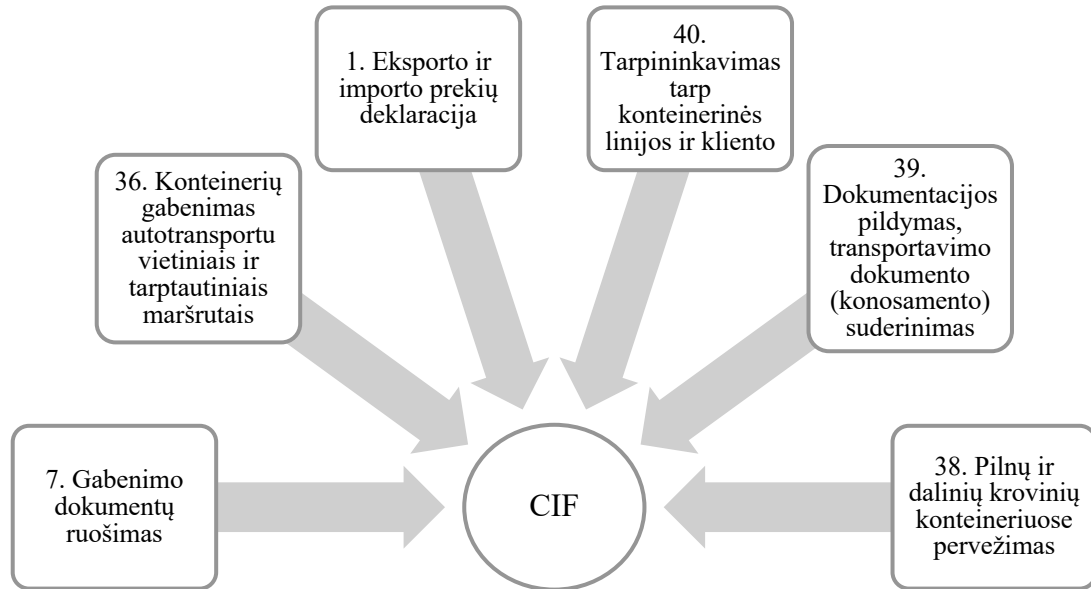 1. Eksporto ir
importo prekių
deklaracija
40.
Tarpininkavimas
tarp
konteinerinės
linijos ir kliento
36. Konteinerių
gabenimas
autotransportu
vietiniais ir
tarptautiniais
maršrutais
39.
Dokumentacijos
pildymas,
transportavimo
dokumento
(konosamento)
suderinimas
7. Gabenimo
dokumentų
ruošimas
CIF
38. Pilnų ir
dalinių krovinių
konteineriuose
pervežimas